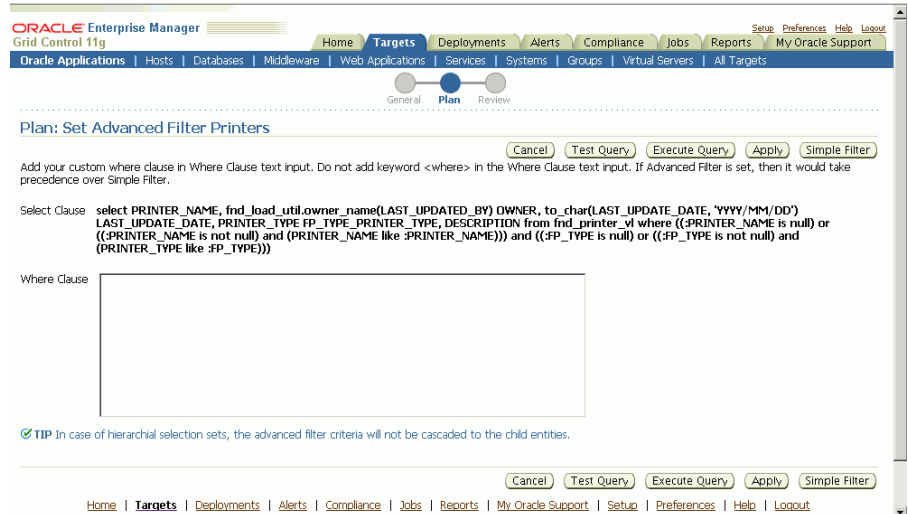 ORACLE Enterprise Manager
Grid Control 11g
Setup Preferences Help Logout
Home Targets Deployments Alerts Compliance Jobs Reports My Oracle Support
Oracle Applications | Hosts | Databases | Middleware | Web Applications | Services | Systems | Groups | Virtual Servers | All Targets
General Plan Review
Plan: Set Advanced Filter Printers
Cancel Test Query Execute Query Apply Simple Filter
Add your custom where clause in Where Clause text input. Do not add keyword <where> in the Where Clause text input. If Advanced Filter is set, then it would take
precedence over Simple Filter.
Select Clause select PRINTER_NAME, fnd_load_util.owner_name(LAST_UPDATED_BY) OWNER, to_char(LAST_UPDATE_DATE, 'YYYY/MM/DD')
LAST_UPDATE_DATE, PRINTER_TYPE FP_TYPE_PRINTER_TYPE, DESCRIPTION from fnd_printer_vl where ((:PRINTER_NAME is null) or
((:PRINTER_NAME is not null) and (PRINTER_NAME like :PRINTER_NAME))) and ((:FP_TYPE is null) or ((:FP_TYPE is not null) and
(PRINTER_TYPE like :FP_TYPE)))
Where Clause
TIP In case of hierarchial selection sets, the advanced filter criteria will not be cascaded to the child entities.
Cancel Test Query Execute Query Apply Simple Filter
Home | Targets | Deployments | Alerts | Compliance | Jobs | Reports | My Oracle Support | Setup | Preferences | Help | Logout